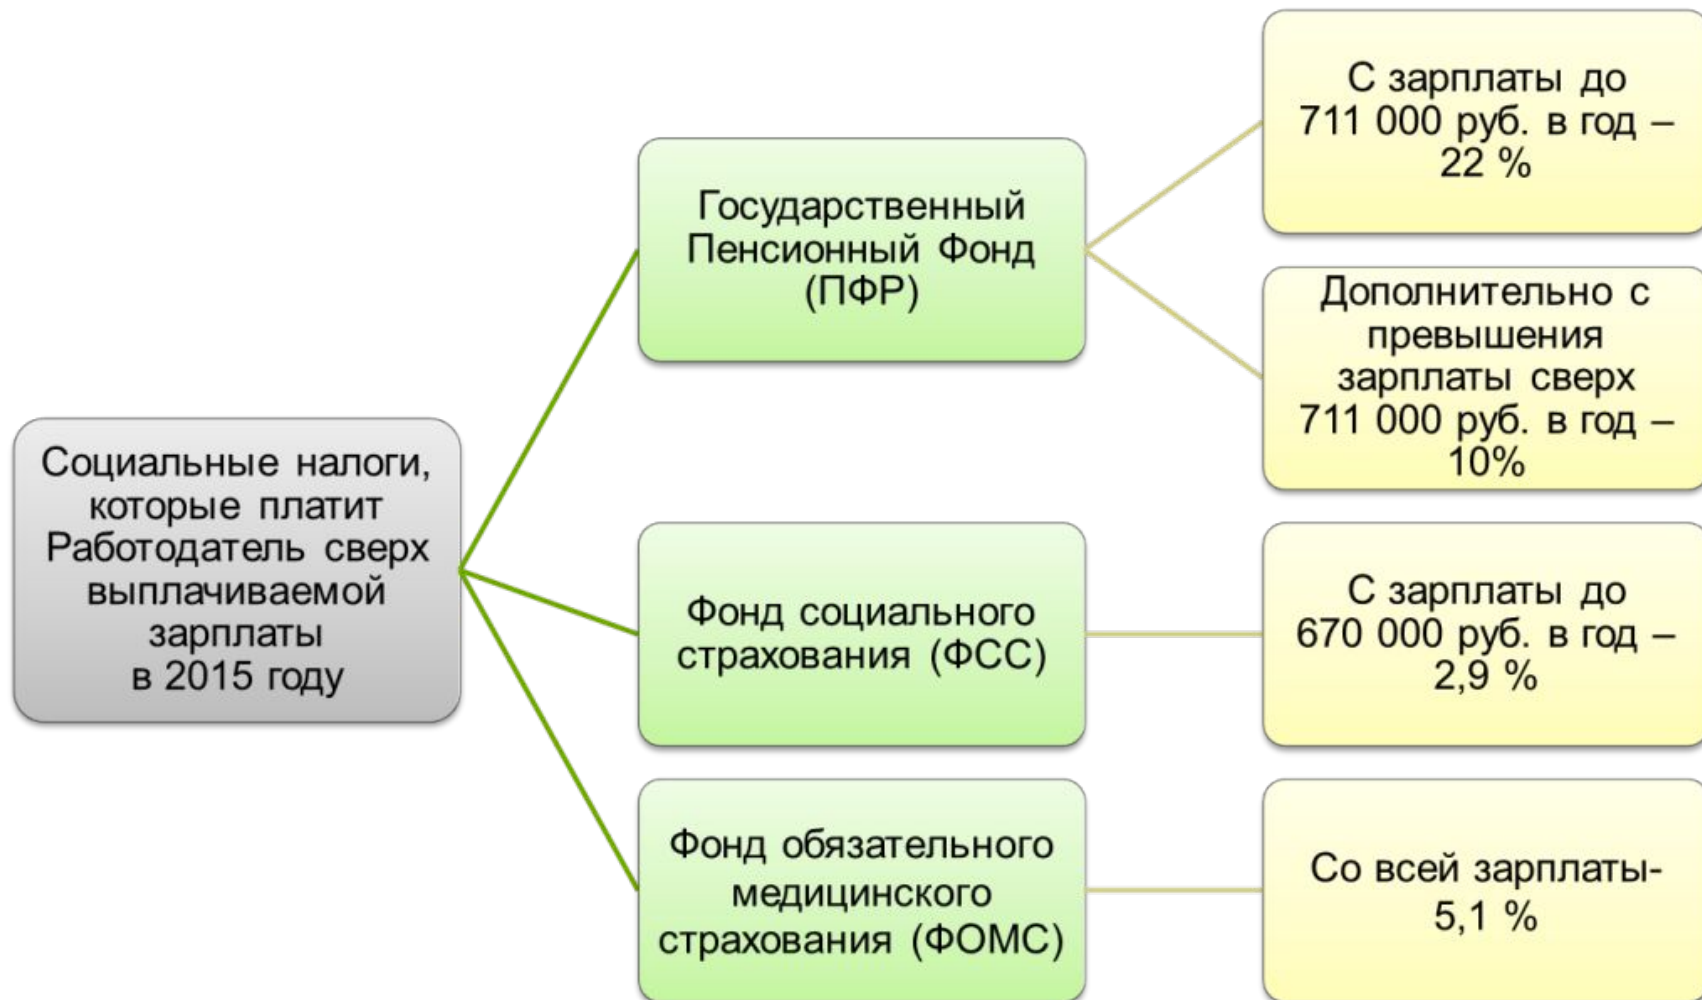 Социальные налоги,
которые платит
Работодатель сверх
выплачиваемой
зарплаты
в 2015 году
Государственный
Пенсионный Фонд
(ПФР)
С зарплаты до
711 000 руб. в год –
22 %
Дополнительно с
превышения
зарплаты сверх
711 000 руб. в год –
10%
Фонд социального
страхования (ФСС)
С зарплаты до
670 000 руб. в год –
2,9 %
Фонд обязательного
медицинского
страхования (ФОМС)
Со всей зарплаты-
5,1 %